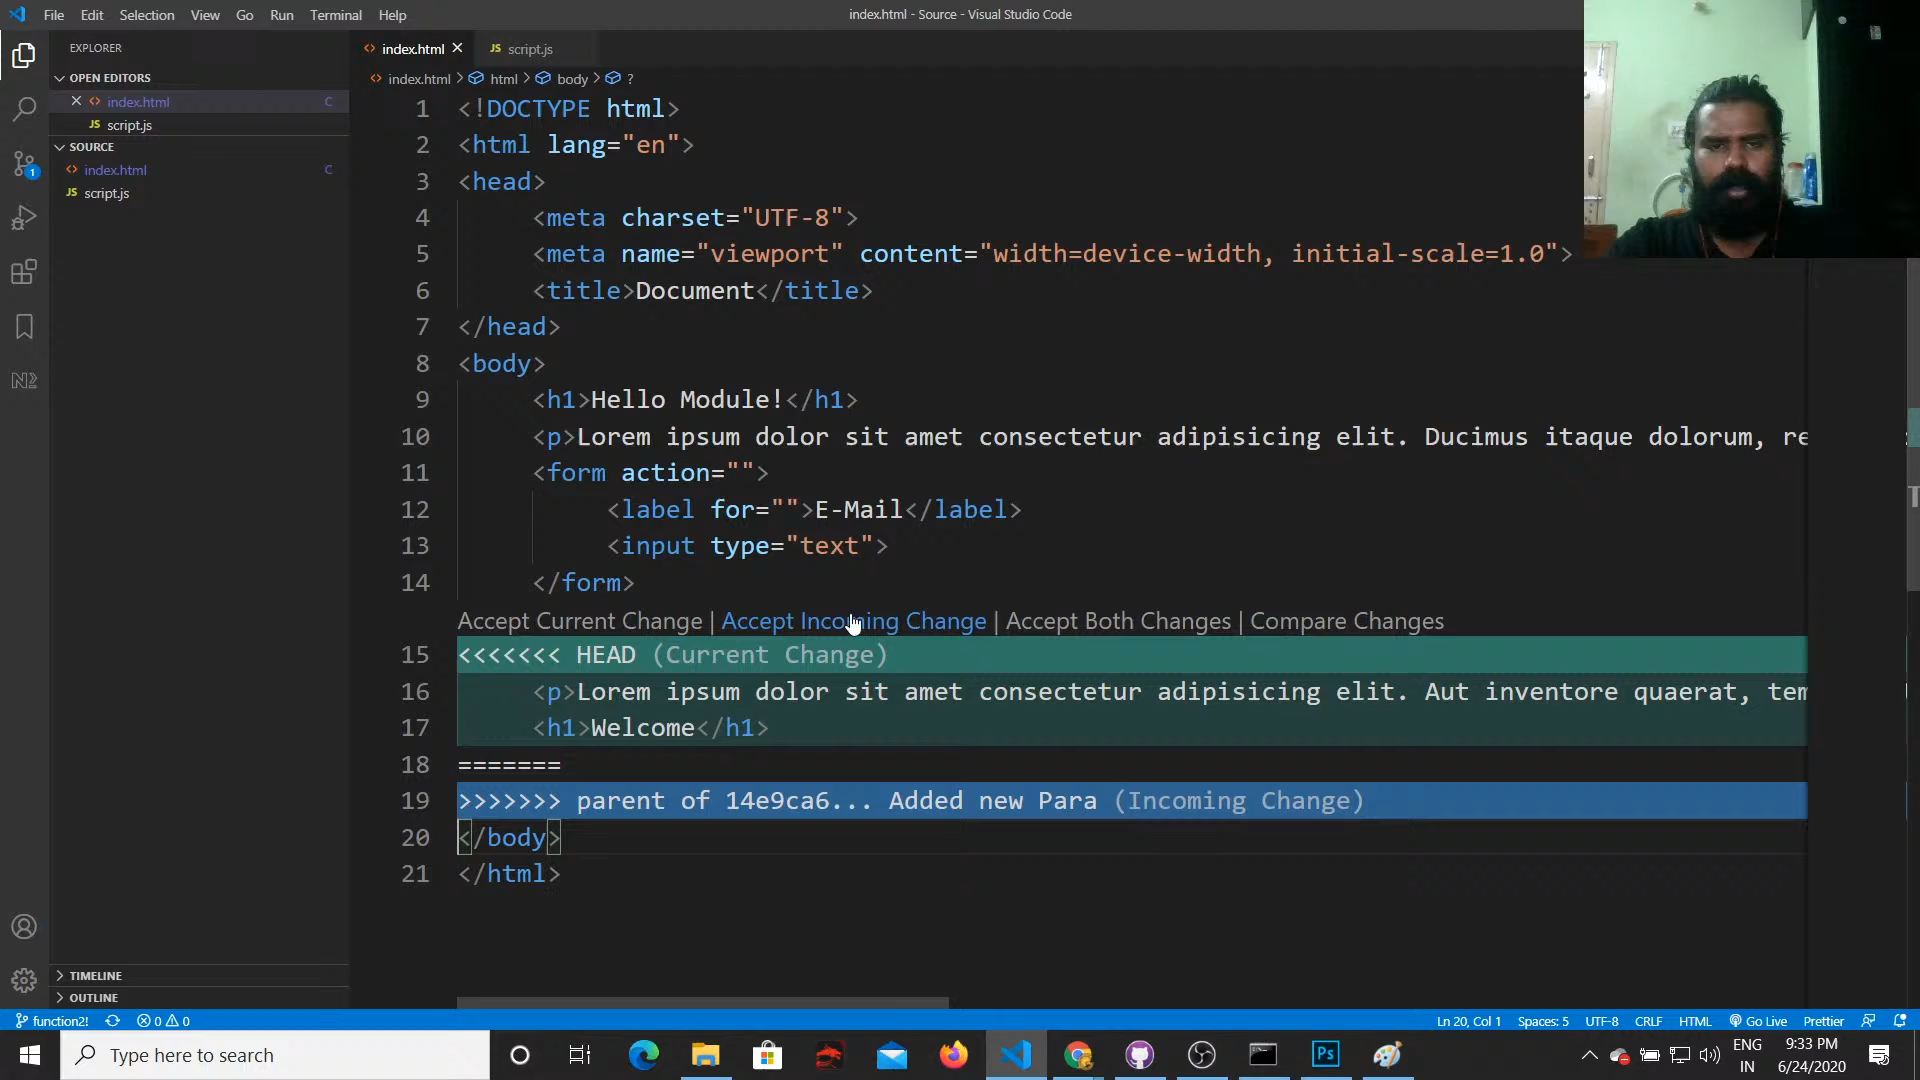 File Edit Selection View Go Run Terminal Help
index.html - Source - Visual Studio Code
EXPLORER
OPEN EDITORS
index.html C
JS script.js
SOURCE
index.html C
JS script.js
index.html
JS script.js
index.html > html > body > ?
1 <!DOCTYPE html>
2 <html lang="en">
3 <head>
4 <meta charset="UTF-8">
5 <meta name="viewport" content="width=device-width, initial-scale=1.0">
6 <title>Document</title>
7 </head>
8 <body>
9 <h1>Hello Module!</h1>
10 <p>Lorem ipsum dolor sit amet consectetur adipisicing elit. Ducimus itaque dolorum, re
11 <form action="">
12 <label for="">E-Mail</label>
13 <input type="text">
14 </form>
Accept Current Change | Accept Incoming Change | Accept Both Changes | Compare Changes
15 <<<<<<< HEAD (Current Change)
16 <p>Lorem ipsum dolor sit amet consectetur adipisicing elit. Aut inventore quaerat, tem
17 <h1>Welcome</h1>
18 =======
19 >>>>>>> parent of 14e9ca6... Added new Para (Incoming Change)
20 </body>
21 </html>
1
N2
TIMELINE
OUTLINE
function2! 0 0
Ln 20, Col 1 Spaces: 5 UTF-8 CRLF HTML Go Live Prettier
Type here to search
Ps
ENG
IN
9:33 PM
6/24/2020